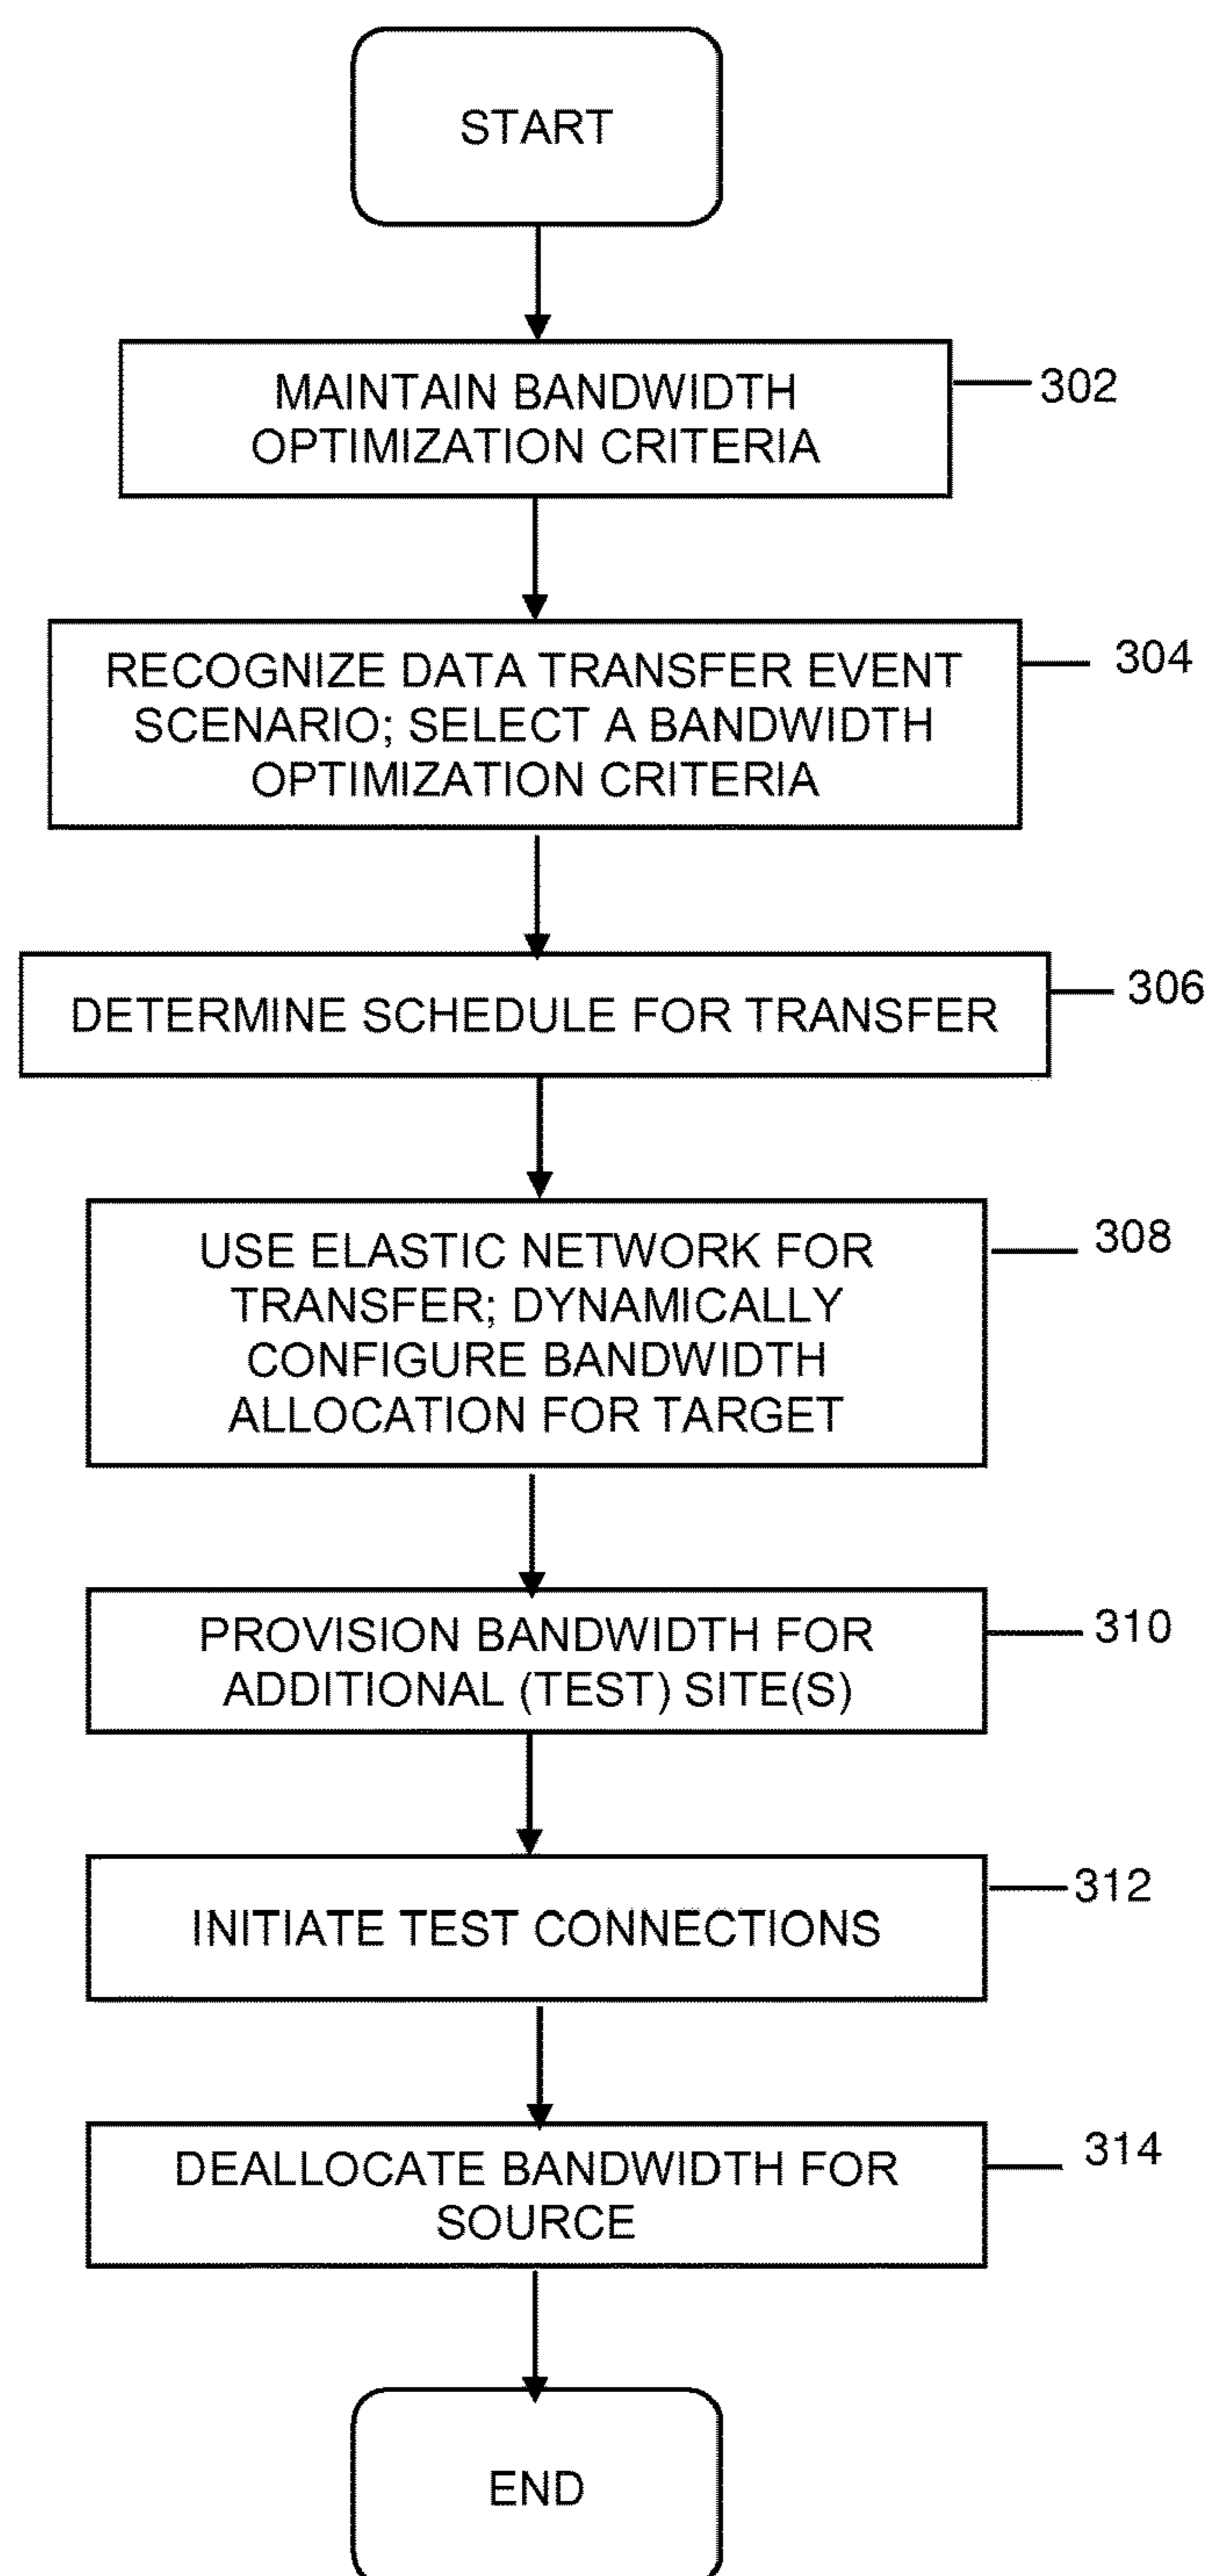 START
MAINTAIN BANDWIDTH
OPTIMIZATION CRITERIA
302
RECOGNIZE DATA TRANSFER EVENT
SCENARIO; SELECT A BANDWIDTH
OPTIMIZATION CRITERIA
304
DETERMINE SCHEDULE FOR TRANSFER
306
USE ELASTIC NETWORK FOR
TRANSFER; DYNAMICALLY
CONFIGURE BANDWIDTH
ALLOCATION FOR TARGET
308
PROVISION BANDWIDTH FOR
ADDITIONAL (TEST) SITE(S)
310
INITIATE TEST CONNECTIONS
312
DEALLOCATE BANDWIDTH FOR
SOURCE
314
END